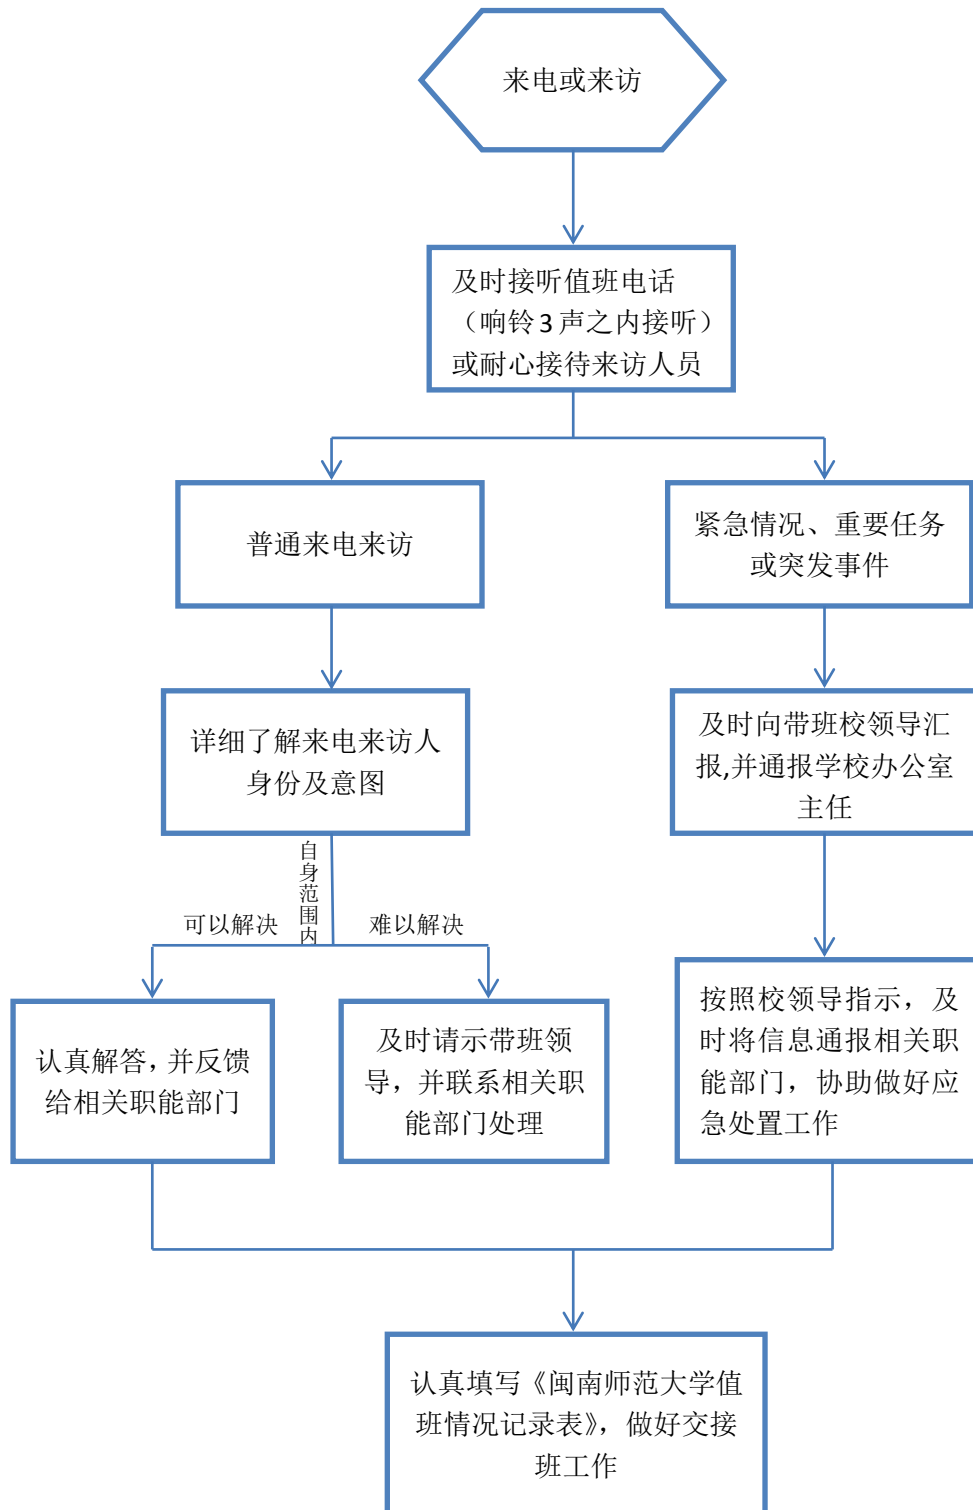 来电或来访
及时接听值班电话
（响铃3声之内接听）
或耐心接待来访人员
普通来电来访
紧急情况、重要任务
或突发事件
详细了解来电来访人
身份及意图
及时向带班校领导汇
报,并通报学校办公室
主任
自身范围内
可以解决
难以解决
认真解答，并反馈
给相关职能部门
及时请示带班领
导，并联系相关职
能部门处理
按照校领导指示，及
时将信息通报相关职
能部门，协助做好应
急处置工作
认真填写《闽南师范大学值
班情况记录表》，做好交接
班工作